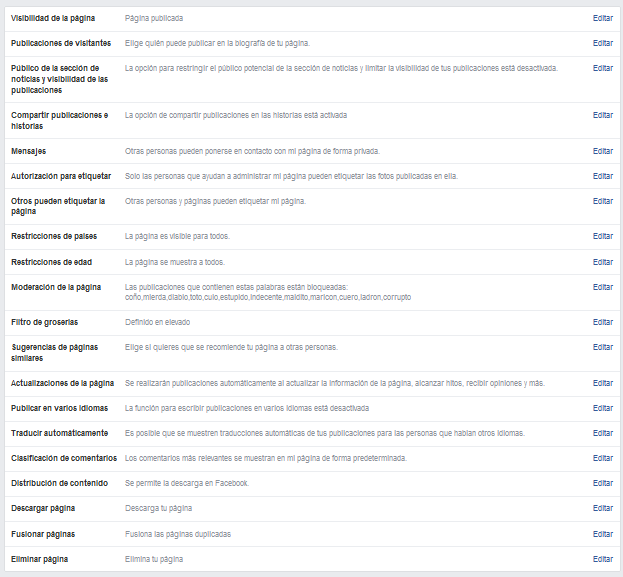 Visibilidad de la página Página publicada Editar
Publicaciones de visitantes Elige quién puede publicar en la biografía de tu página. Editar
Público de la sección de La opción para restringir el público potencial de la sección de noticias y limitar la visibilidad de tus publicaciones está desactivada. Editar
noticias y visibilidad de las
publicaciones
Compartir publicaciones e La opción de compartir publicaciones en las historias está activada Editar
historias
Mensajes Otras personas pueden ponerse en contacto con mi página de forma privada. Editar
Autorización para etiquetar Solo las personas que ayudan a administrar mi página pueden etiquetar las fotos publicadas en ella. Editar
Otros pueden etiquetar la Otras personas y páginas pueden etiquetar mi página. Editar
página
Restricciones de países La página es visible para todos. Editar
Restricciones de edad La página se muestra a todos. Editar
Moderación de la página Las publicaciones que contienen estas palabras están bloqueadas: Editar
coño,mierda,diablo,toto,culo,estupido,indecente,maldito,maricon,cuero,ladron,corrupto
Filtro de groserías Definido en elevado Editar
Sugerencias de páginas Elige si quieres que se recomiende tu página a otras personas. Editar
similares
Actualizaciones de la página Se realizarán publicaciones automáticamente al actualizar la información de la página, alcanzar hitos, recibir opiniones y más. Editar
Publicar en varios idiomas La función para escribir publicaciones en varios idiomas está desactivada Editar
Traducir automáticamente Es posible que se muestren traducciones automáticas de tus publicaciones para las personas que hablan otros idiomas. Editar
Clasificación de comentarios Los comentarios más relevantes se muestran en mi página de forma predeterminada. Editar
Distribución de contenido Se permite la descarga en Facebook. Editar
Descargar página Descarga tu página Editar
Fusionar páginas Fusiona las páginas duplicadas Editar
Eliminar página Elimina tu página Editar